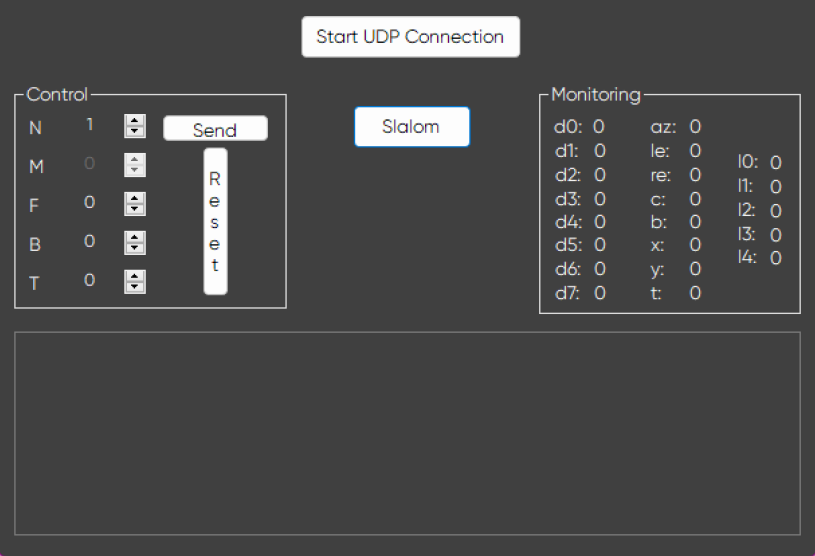 Start UDP Connection
Control
N 1 Send
M 0
F 0
B 0
T 0
Reset
Slalom
Monitoring
d0: 0 az: 0
d1: 0 le: 0
d2: 0 re: 0
d3: 0 c: 0
d4: 0 b: 0
d5: 0 x: 0
d6: 0 y: 0
d7: 0 t: 0
l0: 0
l1: 0
l2: 0
l3: 0
l4: 0